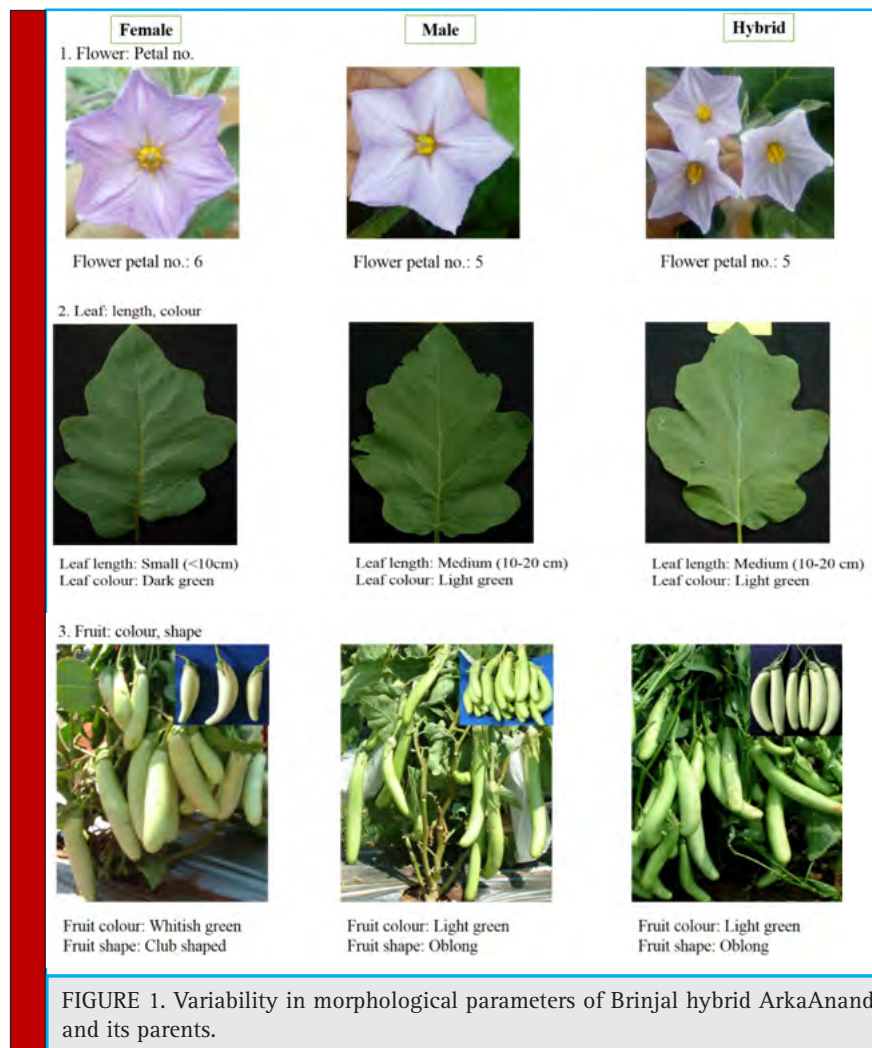 Female Male Hybrid
1. Flower: Petal no.
Flower petal no.: 6 Flower petal no.: 5 Flower petal no.: 5
2. Leaf: length, colour
Leaf length: Small (<10cm) Leaf length: Medium (10-20 cm) Leaf length: Medium (10-20 cm)
Leaf colour: Dark green Leaf colour: Light green Leaf colour: Light green
3. Fruit: colour, shape
Fruit colour: Whitish green Fruit colour: Light green Fruit colour: Light green
Fruit shape: Club shaped Fruit shape: Oblong Fruit shape: Oblong
FIGURE 1. Variability in morphological parameters of Brinjal hybrid ArkaAnand
and its parents.